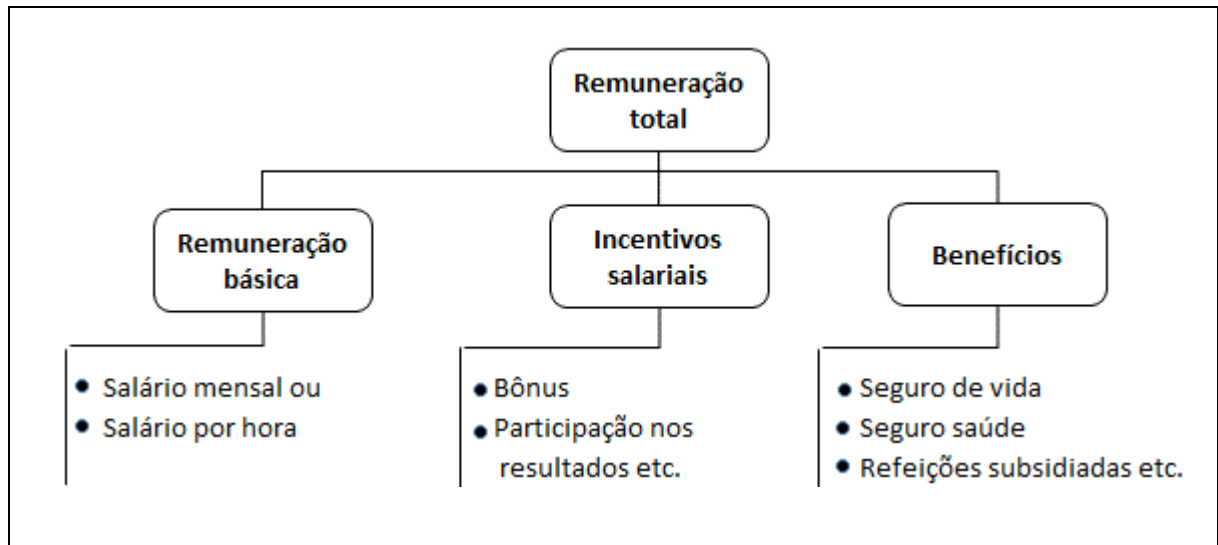 Remuneração
total
Remuneração
básica
Incentivos
salariais
Benefícios
Salário mensal ou
Salário por hora
Bônus
Participação nos
resultados etc.
Seguro de vida
Seguro saúde
Refeições subsidiadas etc.